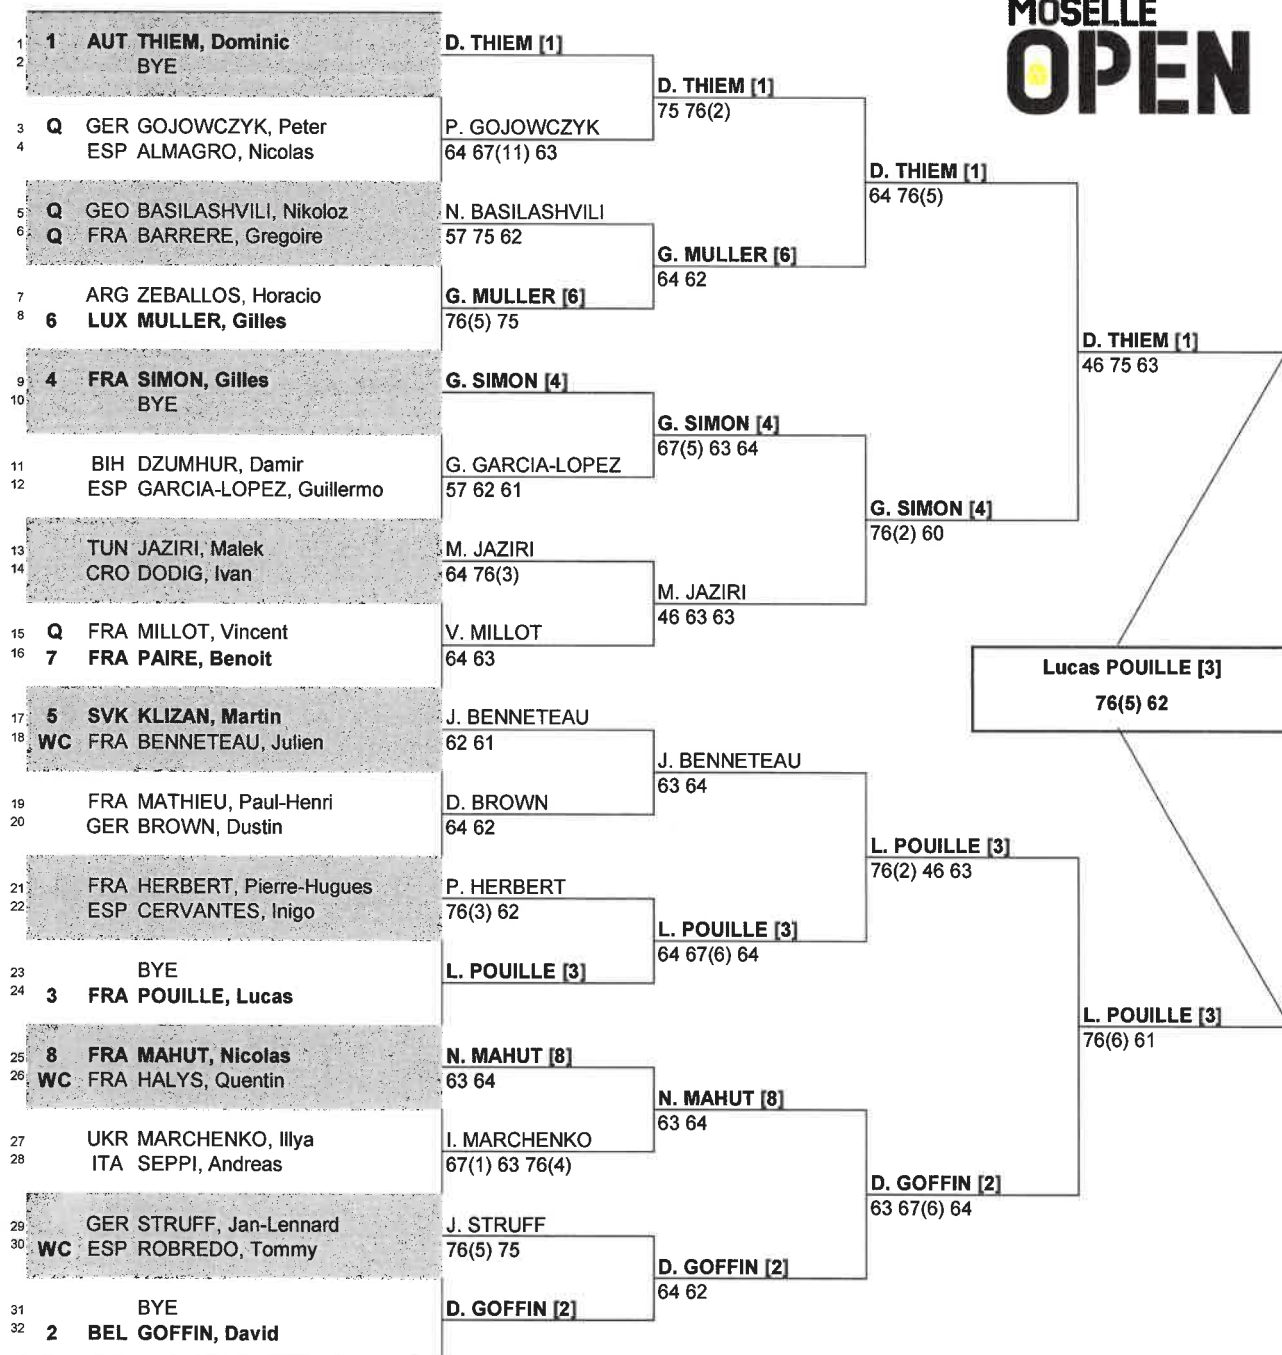 MOSELLE
OPEN
1 1 AUT THIEM, Dominic
2 BYE
3 Q GER GOJOWCZYK, Peter
4 ESP ALMAGRO, Nicolas
5 Q GEO BASILASHVILI, Nikoloz
6 Q FRA BARRERE, Gregoire
7 ARG ZEBALLOS, Horacio
8 6 LUX MULLER, Gilles
9 4 FRA SIMON, Gilles
10 BYE
11 BIH DZUMHUR, Damir
12 ESP GARCIA-LOPEZ, Guillermo
13 TUN JAZIRI, Malek
14 CRO DODIG, Ivan
15 Q FRA MILLOT, Vincent
16 7 FRA PAIRE, Benoit
17 5 SVK KLIZAN, Martin
18 WC FRA BENNETEAU, Julien
19 FRA MATHIEU, Paul-Henri
20 GER BROWN, Dustin
21 FRA HERBERT, Pierre-Hugues
22 ESP CERVANTES, Inigo
23 BYE
24 3 FRA POUILLE, Lucas
25 8 FRA MAHUT, Nicolas
26 WC FRA HALYS, Quentin
27 UKR MARCHENKO, Illya
28 ITA SEPPI, Andreas
29 GER STRUFF, Jan-Lennard
30 WC ESP ROBREDO, Tommy
31 BYE
32 2 BEL GOFFIN, David
D. THIEM [1]
P. GOJOWCZYK
64 67(11) 63
N. BASILASHVILI
57 75 62
G. MULLER [6]
76(5) 75
G. SIMON [4]
G. GARCIA-LOPEZ
57 62 61
M. JAZIRI
64 76(3)
V. MILLOT
64 63
J. BENNETEAU
62 61
D. BROWN
64 62
P. HERBERT
76(3) 62
L. POUILLE [3]
N. MAHUT [8]
63 64
I. MARCHENKO
67(1) 63 76(4)
J. STRUFF
76(5) 75
D. GOFFIN [2]
D. THIEM [1]
75 76(2)
G. MULLER [6]
64 62
G. SIMON [4]
67(5) 63 64
M. JAZIRI
46 63 63
J. BENNETEAU
63 64
L. POUILLE [3]
64 67(6) 64
N. MAHUT [8]
63 64
D. GOFFIN [2]
64 62
D. THIEM [1]
64 76(5)
G. SIMON [4]
76(2) 60
L. POUILLE [3]
76(2) 46 63
D. GOFFIN [2]
63 67(6) 64
D. THIEM [1]
46 75 63
L. POUILLE [3]
76(6) 61
Lucas POUILLE [3]
76(5) 62